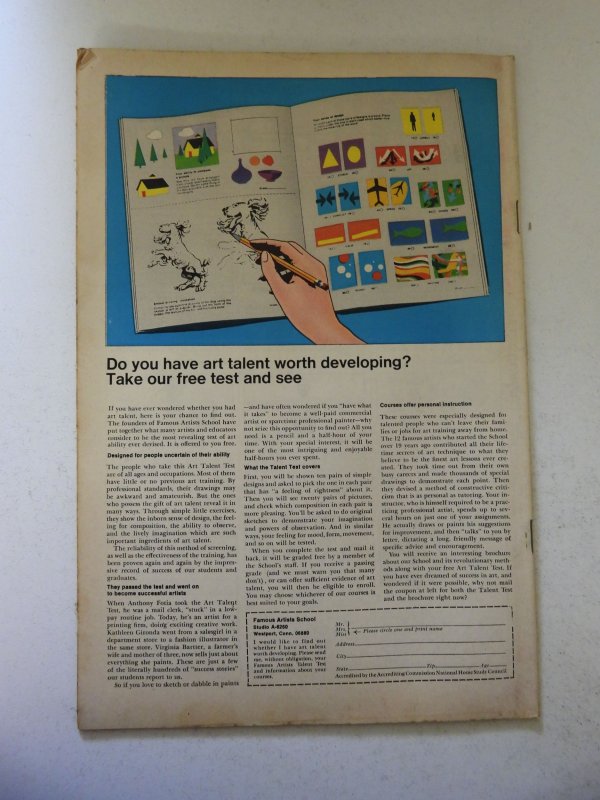 Do you have art talent worth developing?
Take our free test and see
If you have ever wondered whether you had
art talent, here is your chance to find out.
The founders of Famous Artists School have
put together what many artists and educators
consider to be the most revealing test of art
ability ever devised. It is offered to you free.
Designed for people uncertain of their ability
The people who take this Art Talent Test
are of all ages and occupations. Most of them
have little or no previous art training. By
professional standards, their drawings may
be awkward and amateurish. But the ones
who possess the gift of art talent reveal it in
many ways. Through simple little exercises,
they show the inborn sense of design, the feel-
ing for composition, the ability to observe,
and the lively imagination which are such
important ingredients of art talent.
The reliability of this method of screening,
as well as the effectiveness of the training, has
been proven again and again by the impres-
sive record of success of our students and
graduates.
They passed the test and went on
to become successful artists
When Anthony Fotia took the Art Talent
Test, he was a mail clerk, "stuck" in a low-
pay routine job. Today, he's an artist for a
printing firm, doing exciting creative work.
Kathleen Gironda went from a salesgirl in a
department store to a fashion illustrator in
the same store. Virginia Bartter, a farmer's
wife and mother of three, now sells just about
everything she paints. These are just a few
of the literally hundreds of "success stories"
our students report to us.
So if you love to sketch or dabble in paints
—and have often wondered if you "have what
it takes" to become a well-paid commercial
artist or sparetime professional painter—why
not seize this opportunity to find out? All you
need is a pencil and a half-hour of your
time. With your special interest, it will be
one of the most intriguing and enjoyable
half-hours you ever spent.
What the Talent Test covers
First, you will be shown ten pairs of simple
designs and asked to pick the one in each pair
that has "a feeling of rightness" about it.
Then you will see twenty pairs of pictures,
and check which composition in each pair is
more pleasing. You'll be asked to do original
sketches to demonstrate your imagination
and powers of observation. And in similar
ways, your feeling for mood, form, movement,
and so on will be tested.
When you complete the test and mail it
back, it will be graded free by a member of
the School's staff. If you receive a passing
grade (and we must warn you that many
don't), or can offer sufficient evidence of art
talent, you will then be eligible to enroll.
You may choose whichever of our courses is
best suited to your goals.
Courses offer personal instruction
These courses were especially designed for
talented people who can't leave their fami-
lies or jobs for art training away from home.
The 12 famous artists who started the School
over 19 years ago contributed all their life-
time secrets of art technique to what they
believe to be the finest art lessons ever cre-
ated. They took time out from their own
busy careers and made thousands of special
drawings to demonstrate each point. Then
they devised a method of constructive criti-
cism that is as personal as tutoring. Your in-
structor, who is himself required to be a prac-
ticing professional artist, spends up to sev-
eral hours on just one of your assignments.
He actually draws or paints his suggestions
for improvement, and then "talks" to you by
letter, dictating a long, friendly message of
specific advice and encouragement.
You will receive an interesting brochure
about our School and its revolutionary meth-
ods along with your free Art Talent Test. If
you have ever dreamed of success in art, and
wondered if it were possible, why not mail
the coupon at left for both the Talent Test
and the brochure right now?
Famous Artists School
Studio A-6260
Westport, Conn. 06880
I would like to find out
whether I have art talent
worth developing. Please send
me, without obligation, your
Famous Artists Talent Test
and information about your
courses.
Mr.
Mrs.
Miss
Please circle one and print name
Address
City
State Zip Age
Accredited by the Accrediting Commission National Home Study Council